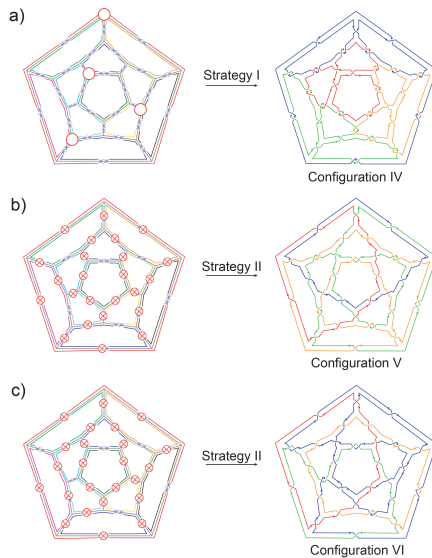 a)
Strategy I
Configuration IV
b)
Strategy II
Configuration V
c)
Strategy II
Configuration VI